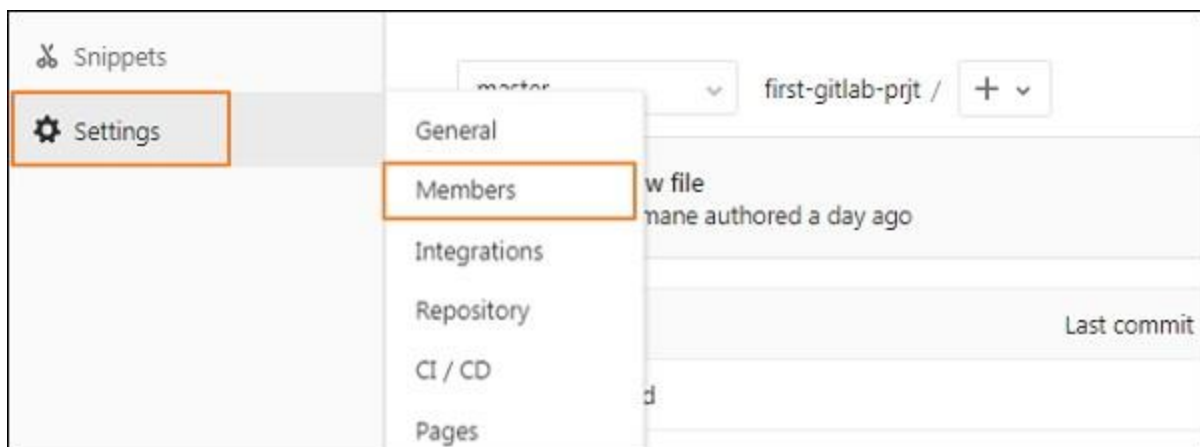 Snippets
Settings
master
first-gitlab-prjt /
General
Members
Integrations
Repository
CI / CD
Pages
w file
mane authored a day ago
Last commit
d